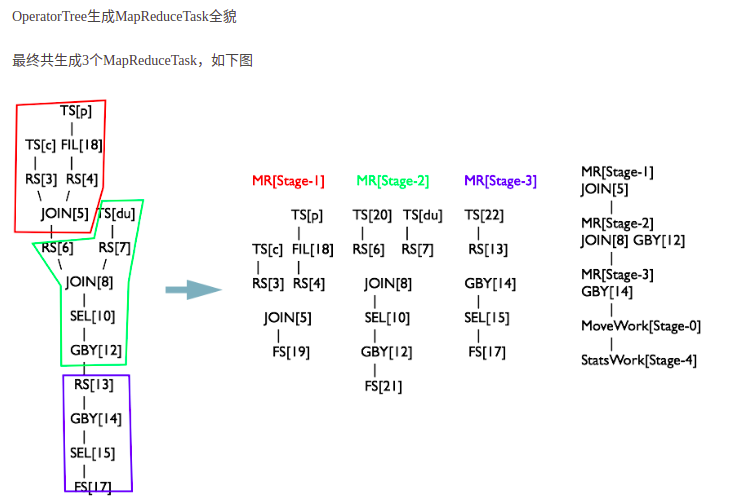 OperatorTree生成MapReduceTask全貌
最终共生成3个MapReduceTask，如下图
TS[p]
TS[c] FIL[18]
RS[3] RS[4]
JOIN[5] TS[du]
RS[6] RS[7]
JOIN[8]
SEL[10]
GBY[12]
RS[13]
GBY[14]
SEL[15]
FS[17]
MR[Stage-1]
TS[p]
TS[c] FIL[18]
RS[3] RS[4]
JOIN[5]
FS[19]
MR[Stage-2]
TS[20] TS[du]
RS[6] RS[7]
JOIN[8]
SEL[10]
GBY[12]
FS[21]
MR[Stage-3]
TS[22]
RS[13]
GBY[14]
SEL[15]
FS[17]
MR[Stage-1]
JOIN[5]
MR[Stage-2]
JOIN[8] GBY[12]
MR[Stage-3]
GBY[14]
MoveWork[Stage-0]
StatsWork[Stage-4]